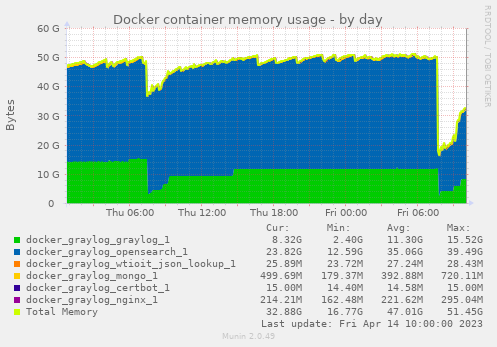 Docker container memory usage - by day
RRDTOOL / TOBI OETIKER
Bytes
60 G
50 G
40 G
30 G
20 G
10 G
0
Thu 06:00 Thu 12:00 Thu 18:00 Fri 00:00 Fri 06:00
Cur: Min: Avg: Max:
docker_graylog_graylog_1 8.32G 2.40G 11.30G 15.52G
docker_graylog_opensearch_1 23.82G 12.59G 35.06G 39.49G
docker_graylog_wtioit_json_lookup_1 25.89M 23.72M 27.24M 28.43M
docker_graylog_mongo_1 499.69M 179.37M 392.88M 720.11M
docker_graylog_certbot_1 15.00M 14.40M 14.58M 15.00M
docker_graylog_nginx_1 214.21M 162.48M 221.62M 295.04M
Total Memory 32.88G 16.77G 47.01G 51.45G
Last update: Fri Apr 14 10:00:00 2023
Munin 2.0.49